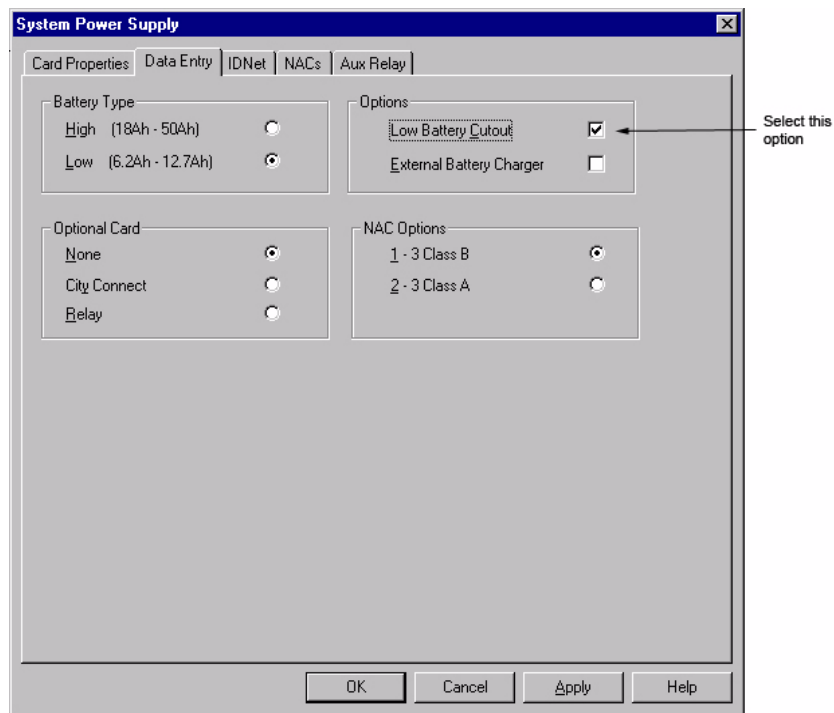 System Power Supply
Card Properties Data Entry IDNet NACs Aux Relay
Battery Type
High (18Ah - 50Ah)
Low (6.2Ah - 12.7Ah)
Options
Low Battery Cutout
External Battery Charger
Select this
option
Optional Card
None
City Connect
Relay
NAC Options
1 - 3 Class B
2 - 3 Class A
OK Cancel Apply Help